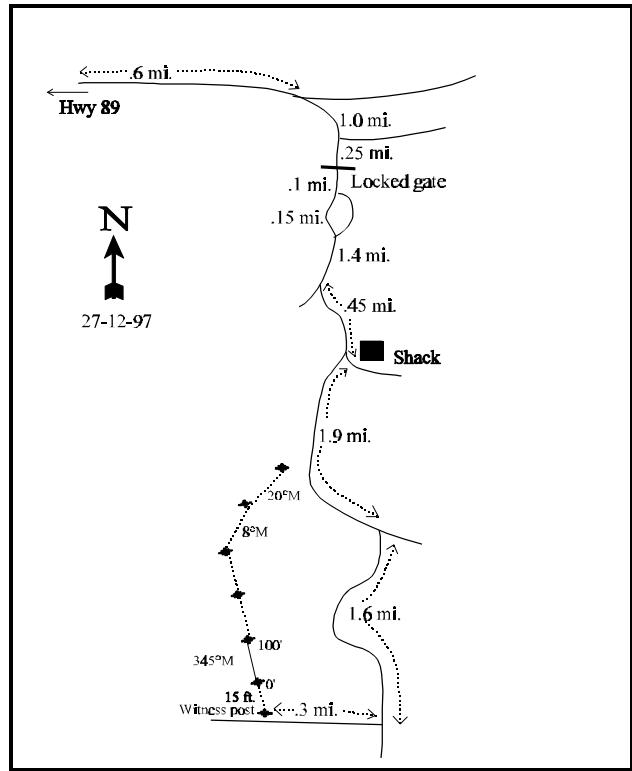 .6 mi.
Hwy 89
1.0 mi.
.25 mi.
Locked gate
.1 mi.
.15 mi.
N
1.4 mi.
27-12-97
.45 mi.
Shack
1.9 mi.
20°M
8°M
1.6 mi.
100'
345°M
0'
15 ft.
Witness post
.3 mi.